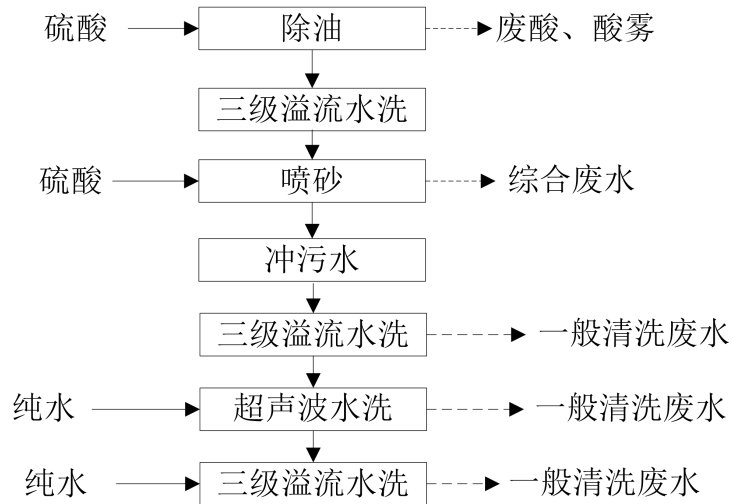 硫酸 除油 废酸、酸雾
三级溢流水洗
硫酸 喷砂 综合废水
冲污水
三级溢流水洗 一般清洗废水
纯水 超声波水洗 一般清洗废水
纯水 三级溢流水洗 一般清洗废水